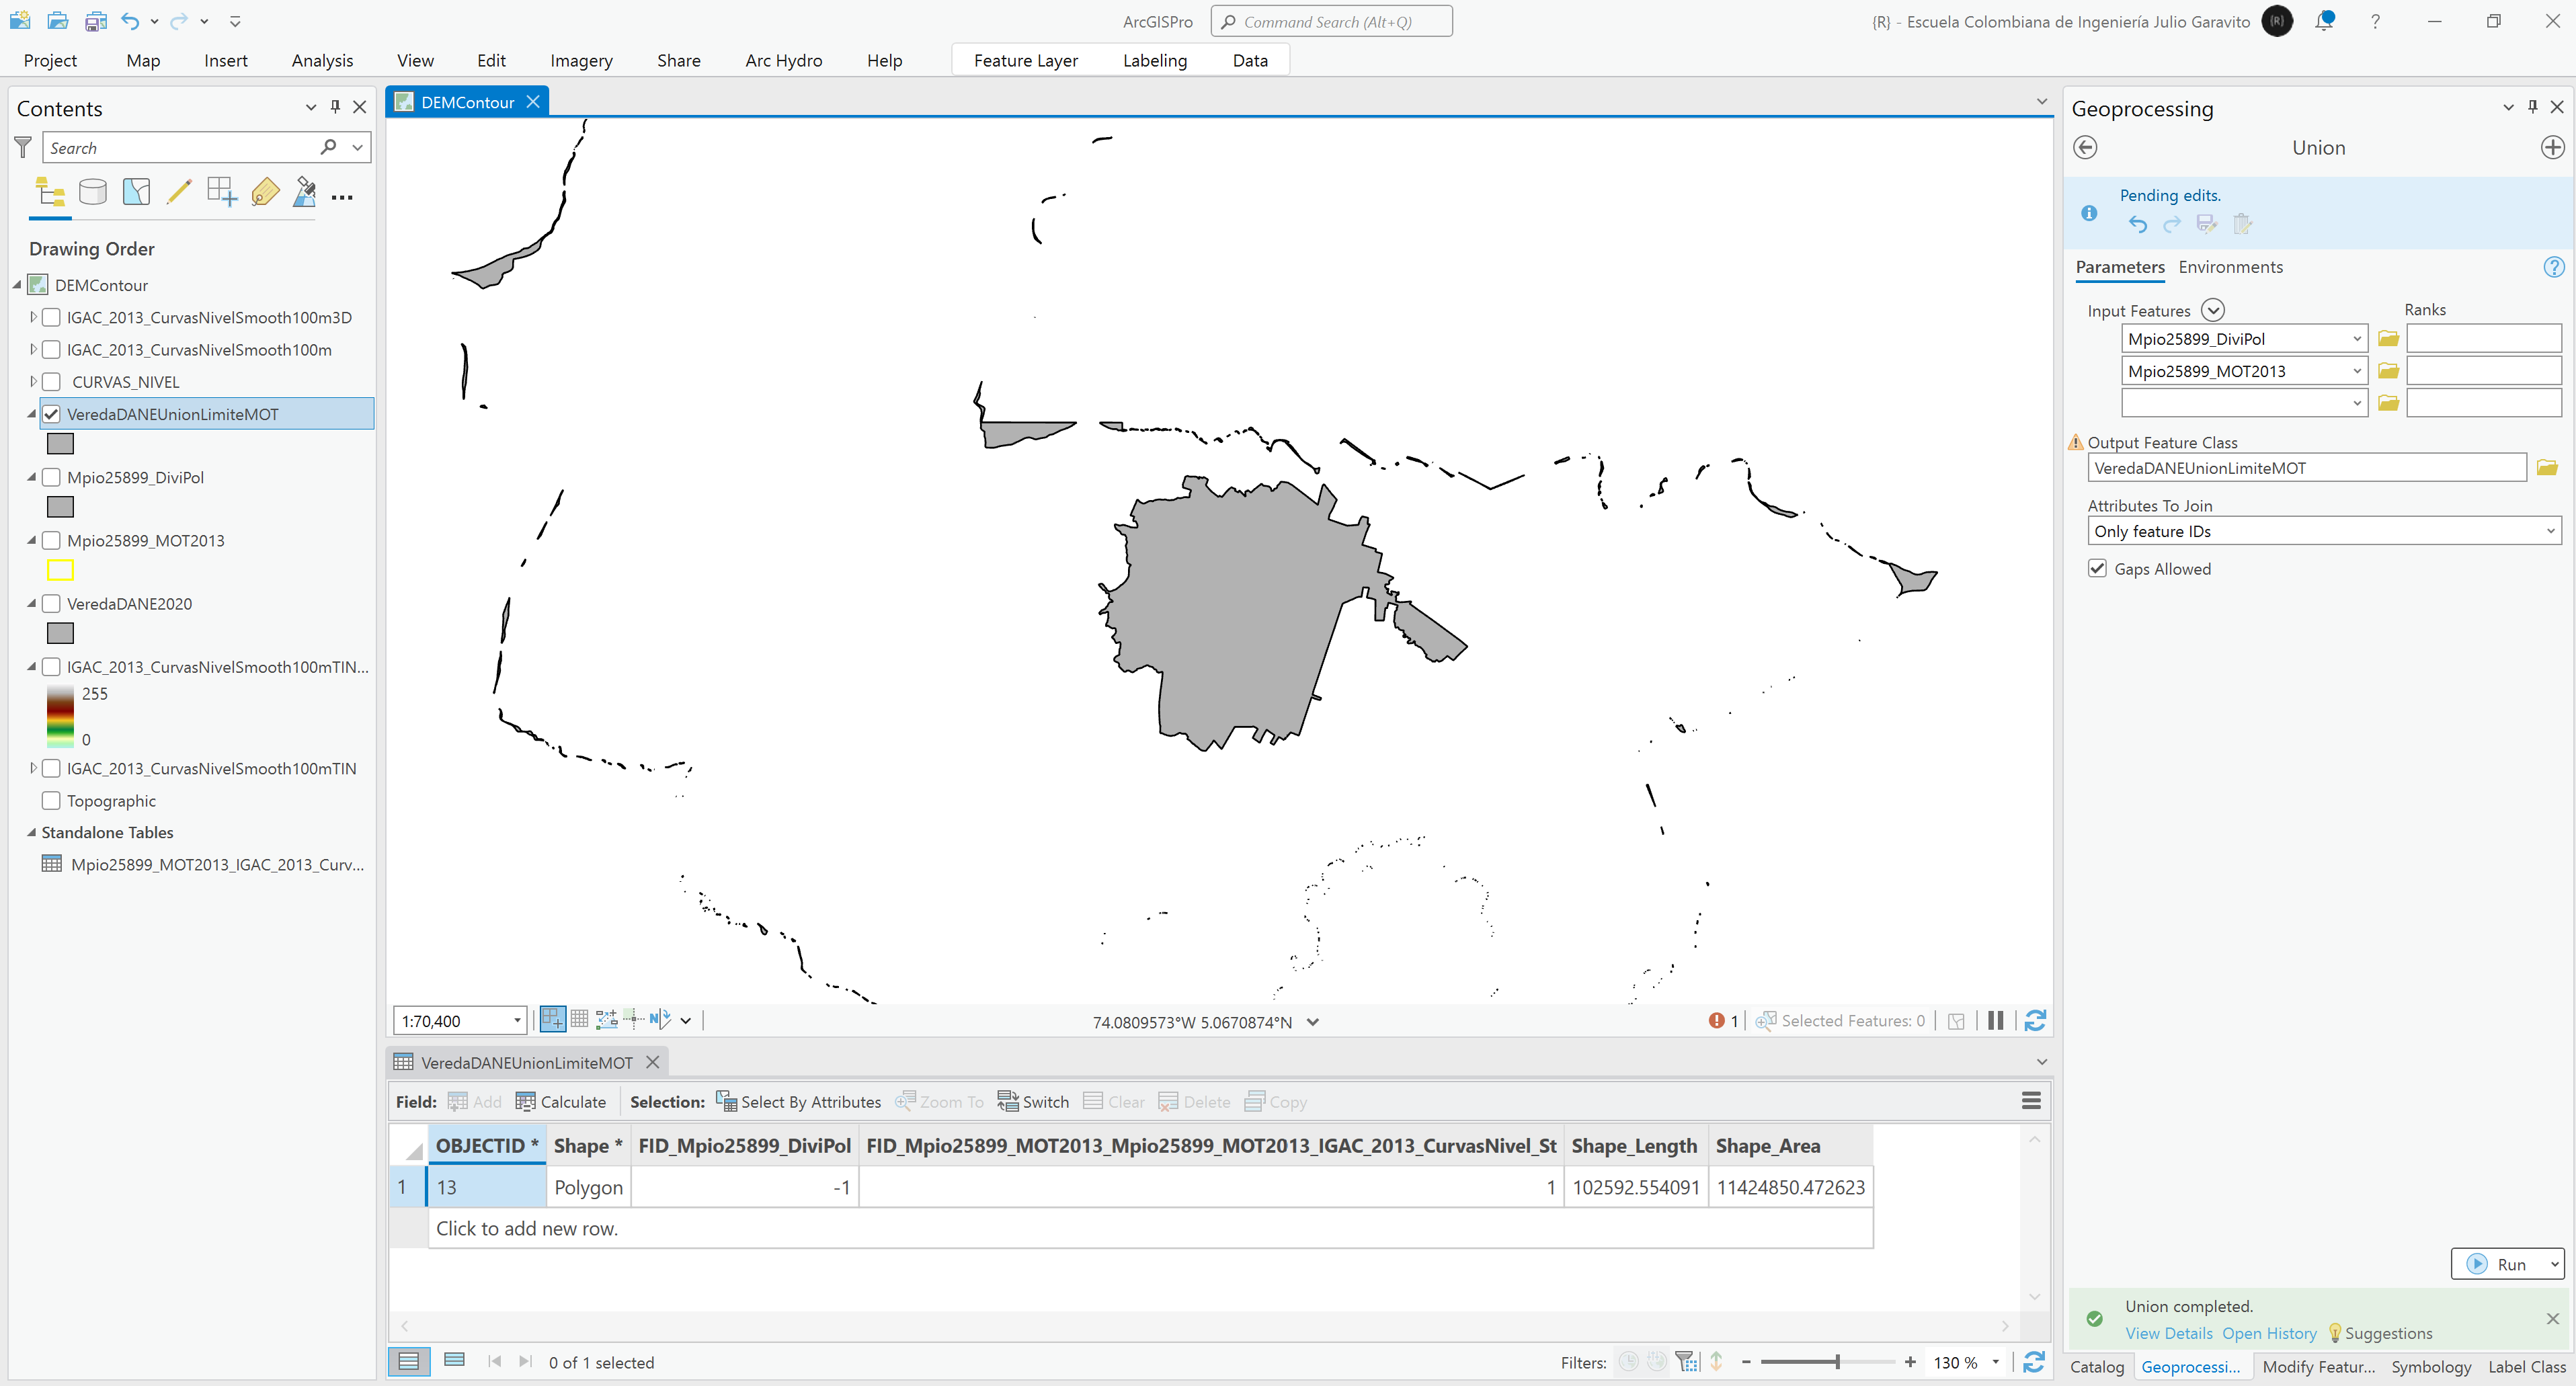 ArcGISPro
Command Search (Alt+Q)
{R} - Escuela Colombiana de Ingeniería Julio Garavito
{R}
?
Project Map Insert Analysis View Edit Imagery Share Arc Hydro Help Feature Layer Labeling Data
Contents
Search
Drawing Order
DEMContour
IGAC_2013_CurvasNivelSmooth100m3D
IGAC_2013_CurvasNivelSmooth100m
CURVAS_NIVEL
VeredaDANEUnionLimiteMOT
Mpio25899_DiviPol
Mpio25899_MOT2013
VeredaDANE2020
IGAC_2013_CurvasNivelSmooth100mTIN...
255
0
IGAC_2013_CurvasNivelSmooth100mTIN
Topographic
Standalone Tables
Mpio25899_MOT2013_IGAC_2013_Curv...
DEMContour
1:70,400
74.0809573°W 5.0670874°N
1
Selected Features: 0
VeredaDANEUnionLimiteMOT
Field: Add Calculate Selection: Select By Attributes Zoom To Switch Clear Delete Copy
OBJECTID * Shape * FID_Mpio25899_DiviPol FID_Mpio25899_MOT2013_Mpio25899_MOT2013_IGAC_2013_CurvasNivel_St Shape_Length Shape_Area
1 13 Polygon -1 1 102592.554091 11424850.472623
Click to add new row.
0 of 1 selected
Filters: 130 %
Geoprocessing
Union
Pending edits.
Parameters Environments
Input Features Ranks
Mpio25899_DiviPol
Mpio25899_MOT2013
Output Feature Class
VeredaDANEUnionLimiteMOT
Attributes To Join
Only feature IDs
Gaps Allowed
Run
Union completed.
View Details Open History Suggestions
Catalog Geoprocessi... Modify Featur... Symbology Label Class